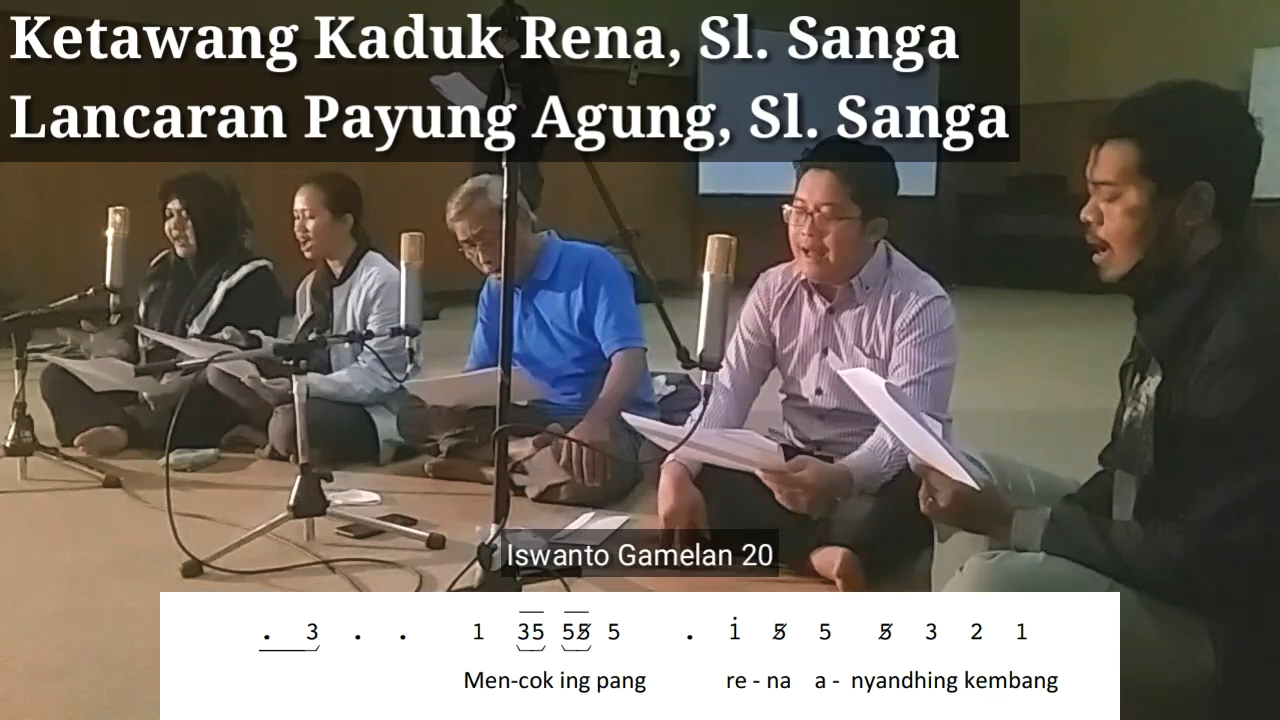 Ketawang Kaduk Rena, Sl. Sanga
Lancaran Payung Agung, Sl. Sanga
Iswanto Gamelan 20
. 3 . . 1 35 55̸ 5 . 1̇ 5̸ 5 5̸ 3 2 1
Men-cok ing pang re - na a - nyandhing kembang